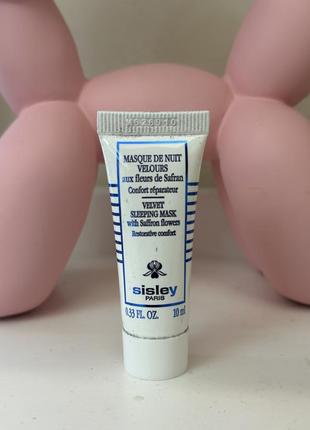 M626910
MASQUE DE NUIT
VELOURS
aux fleurs de Safran
Confort réparateur
VELVET
SLEEPING MASK
with Saffron flowers
Restorative comfort
sisley
PARIS
0.33 FL. OZ. 10 ml